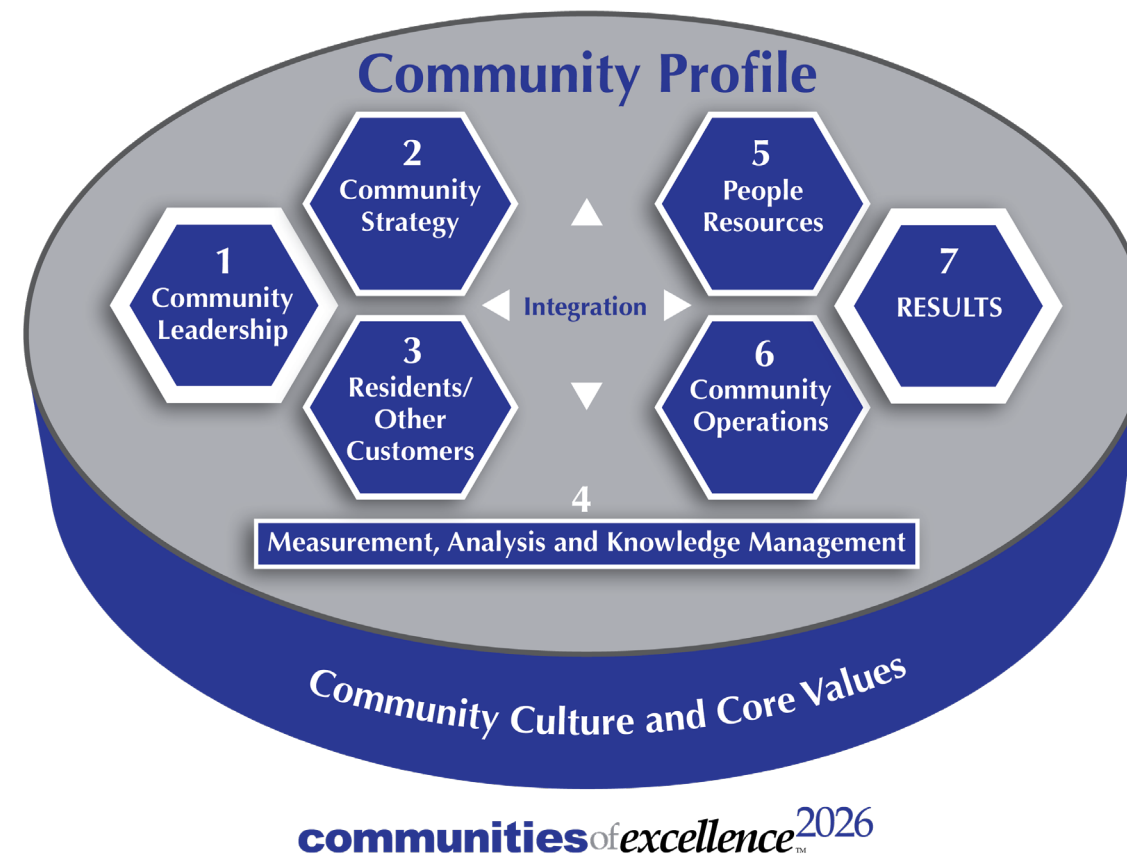 Community Profile
1
Community
Leadership
2
Community
Strategy
3
Residents/
Other
Customers
Integration
5
People
Resources
6
Community
Operations
7
RESULTS
4
Measurement, Analysis and Knowledge Management
Community Culture and Core Values
communitiesofexcellence2026™